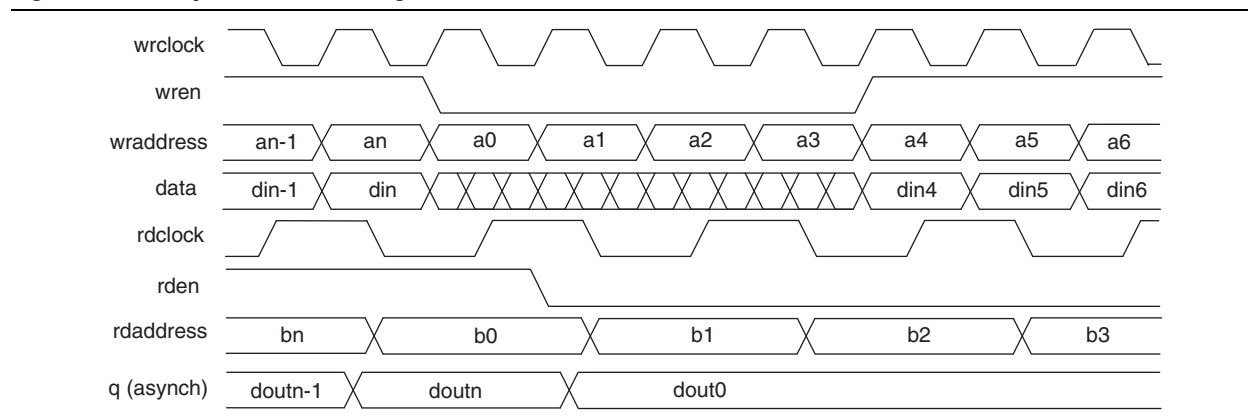 wrclock
wren
wraddress an-1 an a0 a1 a2 a3 a4 a5 a6
data din-1 din din4 din5 din6
rdclock
rden
rdaddress bn b0 b1 b2 b3
q (asynch) doutn-1 doutn dout0